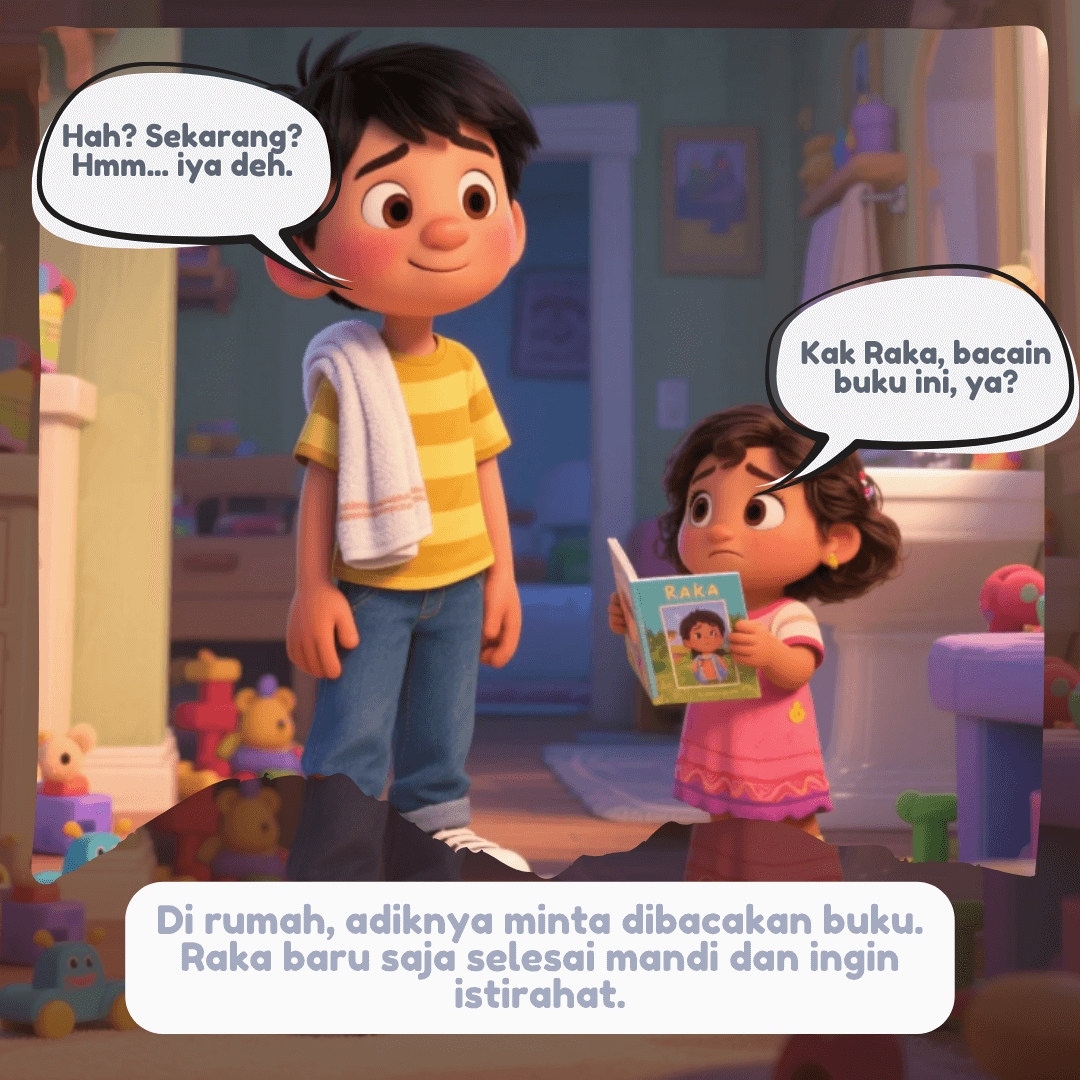 Hah? Sekarang?
Hmm... iya deh.
Kak Raka, bacain
buku ini, ya?
RAKA
Di rumah, adiknya minta dibacakan buku.
Raka baru saja selesai mandi dan ingin
istirahat.